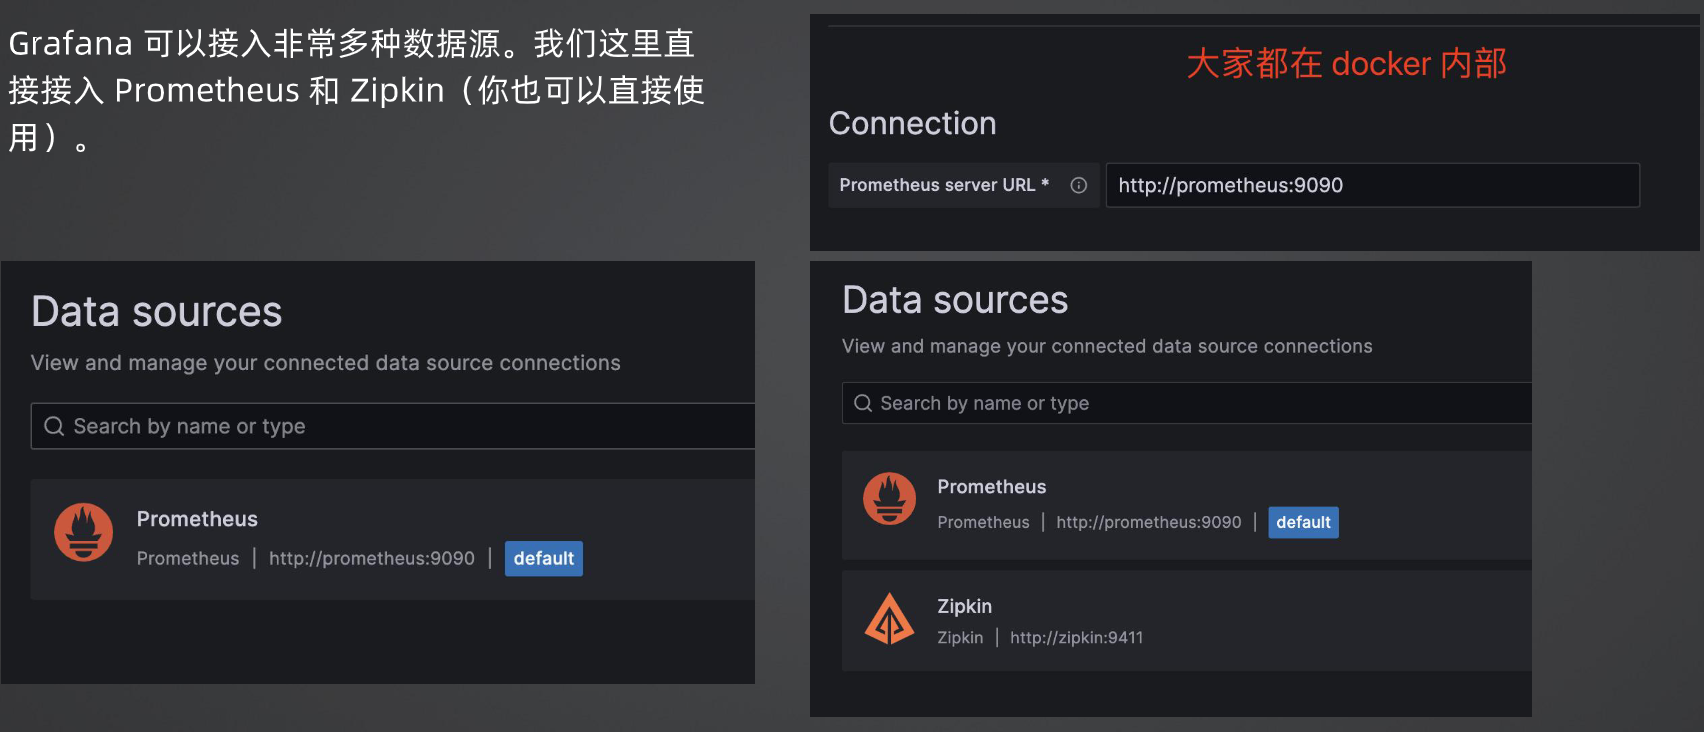 Grafana 可以接入非常多种数据源。我们这里直
接接入 Prometheus 和 Zipkin（你也可以直接使
用）。
大家都在 docker 内部
Connection
Prometheus server URL * http://prometheus:9090
Data sources
View and manage your connected data source connections
Search by name or type
Prometheus
Prometheus | http://prometheus:9090 | default
Data sources
View and manage your connected data source connections
Search by name or type
Prometheus
Prometheus | http://prometheus:9090 | default
Zipkin
Zipkin | http://zipkin:9411